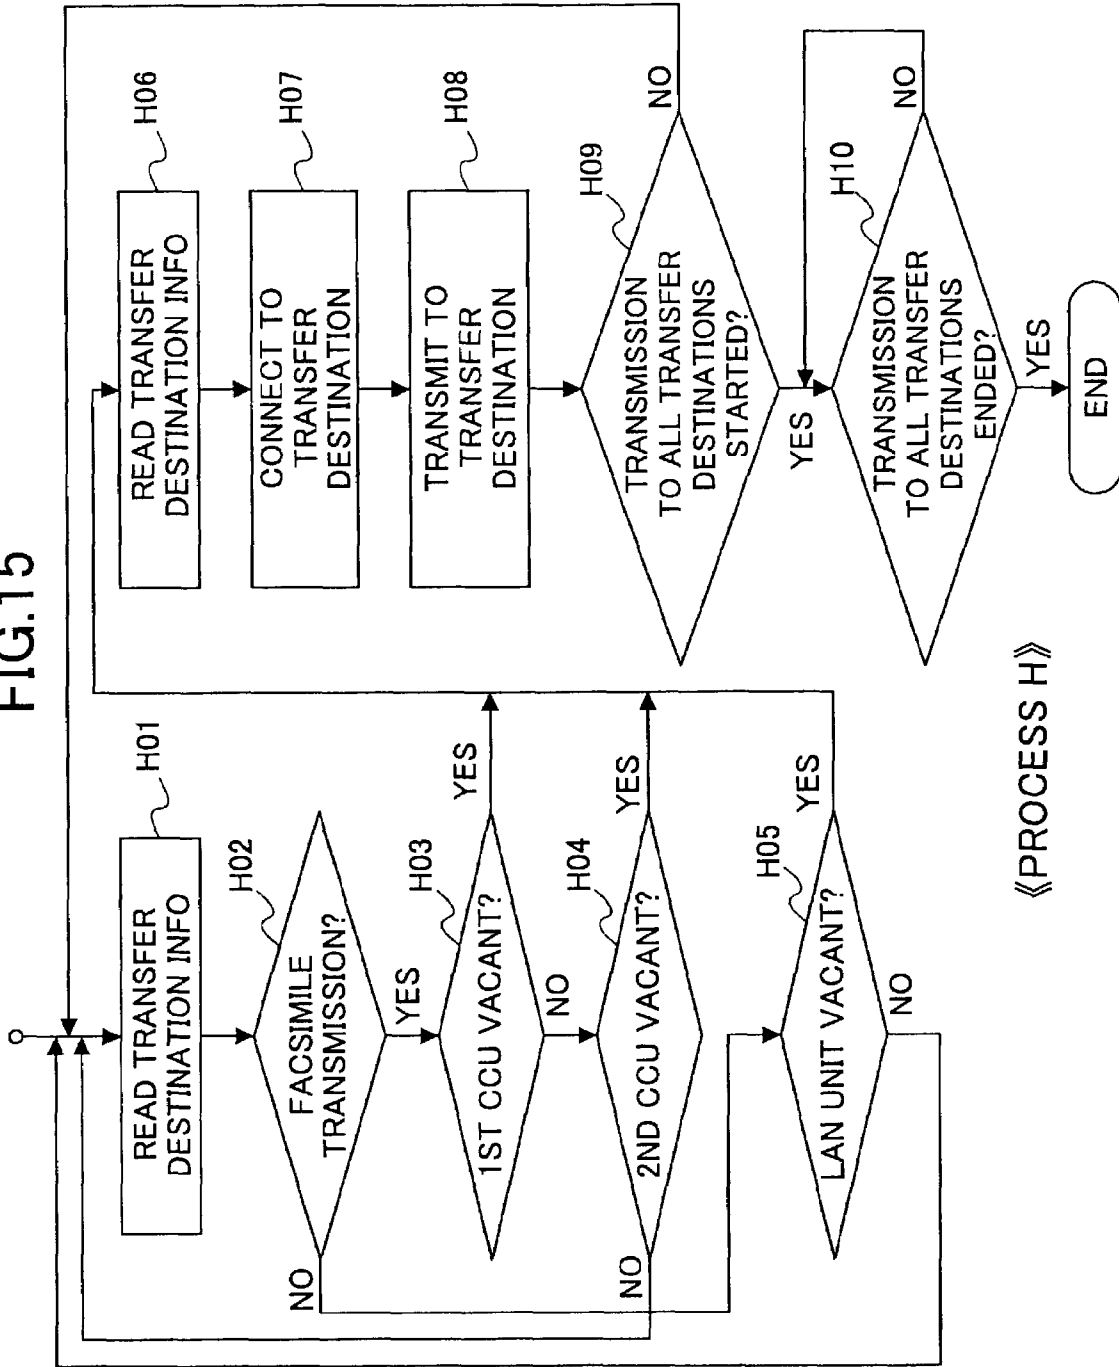 FIG.15
H01
READ TRANSFER
DESTINATION INFO
H02
FACSIMILE
TRANSMISSION?
NO
YES
H03
1ST CCU VACANT?
YES
NO
H04
2ND CCU VACANT?
YES
NO
H05
LAN UNIT VACANT?
YES
NO
H06
READ TRANSFER
DESTINATION INFO
H07
CONNECT TO
TRANSFER
DESTINATION
H08
TRANSMIT TO
TRANSFER
DESTINATION
H09
TRANSMISSION
TO ALL TRANSFER
DESTINATIONS
STARTED?
NO
YES
H10
TRANSMISSION
TO ALL TRANSFER
DESTINATIONS
ENDED?
NO
YES
END
《PROCESS H》